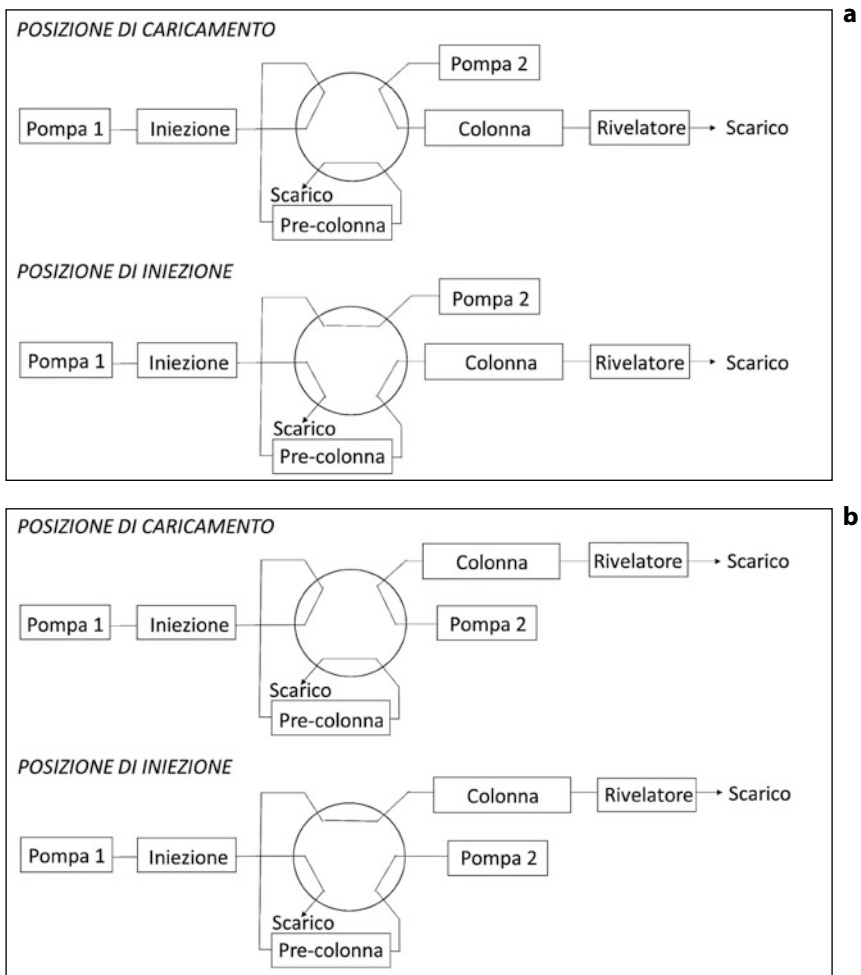 a
POSIZIONE DI CARICAMENTO
Pompa 2
Pompa 1
Iniezione
Colonna
Rivelatore
Scarico
Scarico
Pre-colonna
POSIZIONE DI INIEZIONE
Pompa 2
Pompa 1
Iniezione
Colonna
Rivelatore
Scarico
Scarico
Pre-colonna
b
POSIZIONE DI CARICAMENTO
Colonna
Rivelatore
Scarico
Pompa 1
Iniezione
Pompa 2
Scarico
Pre-colonna
POSIZIONE DI INIEZIONE
Colonna
Rivelatore
Scarico
Pompa 1
Iniezione
Pompa 2
Scarico
Pre-colonna